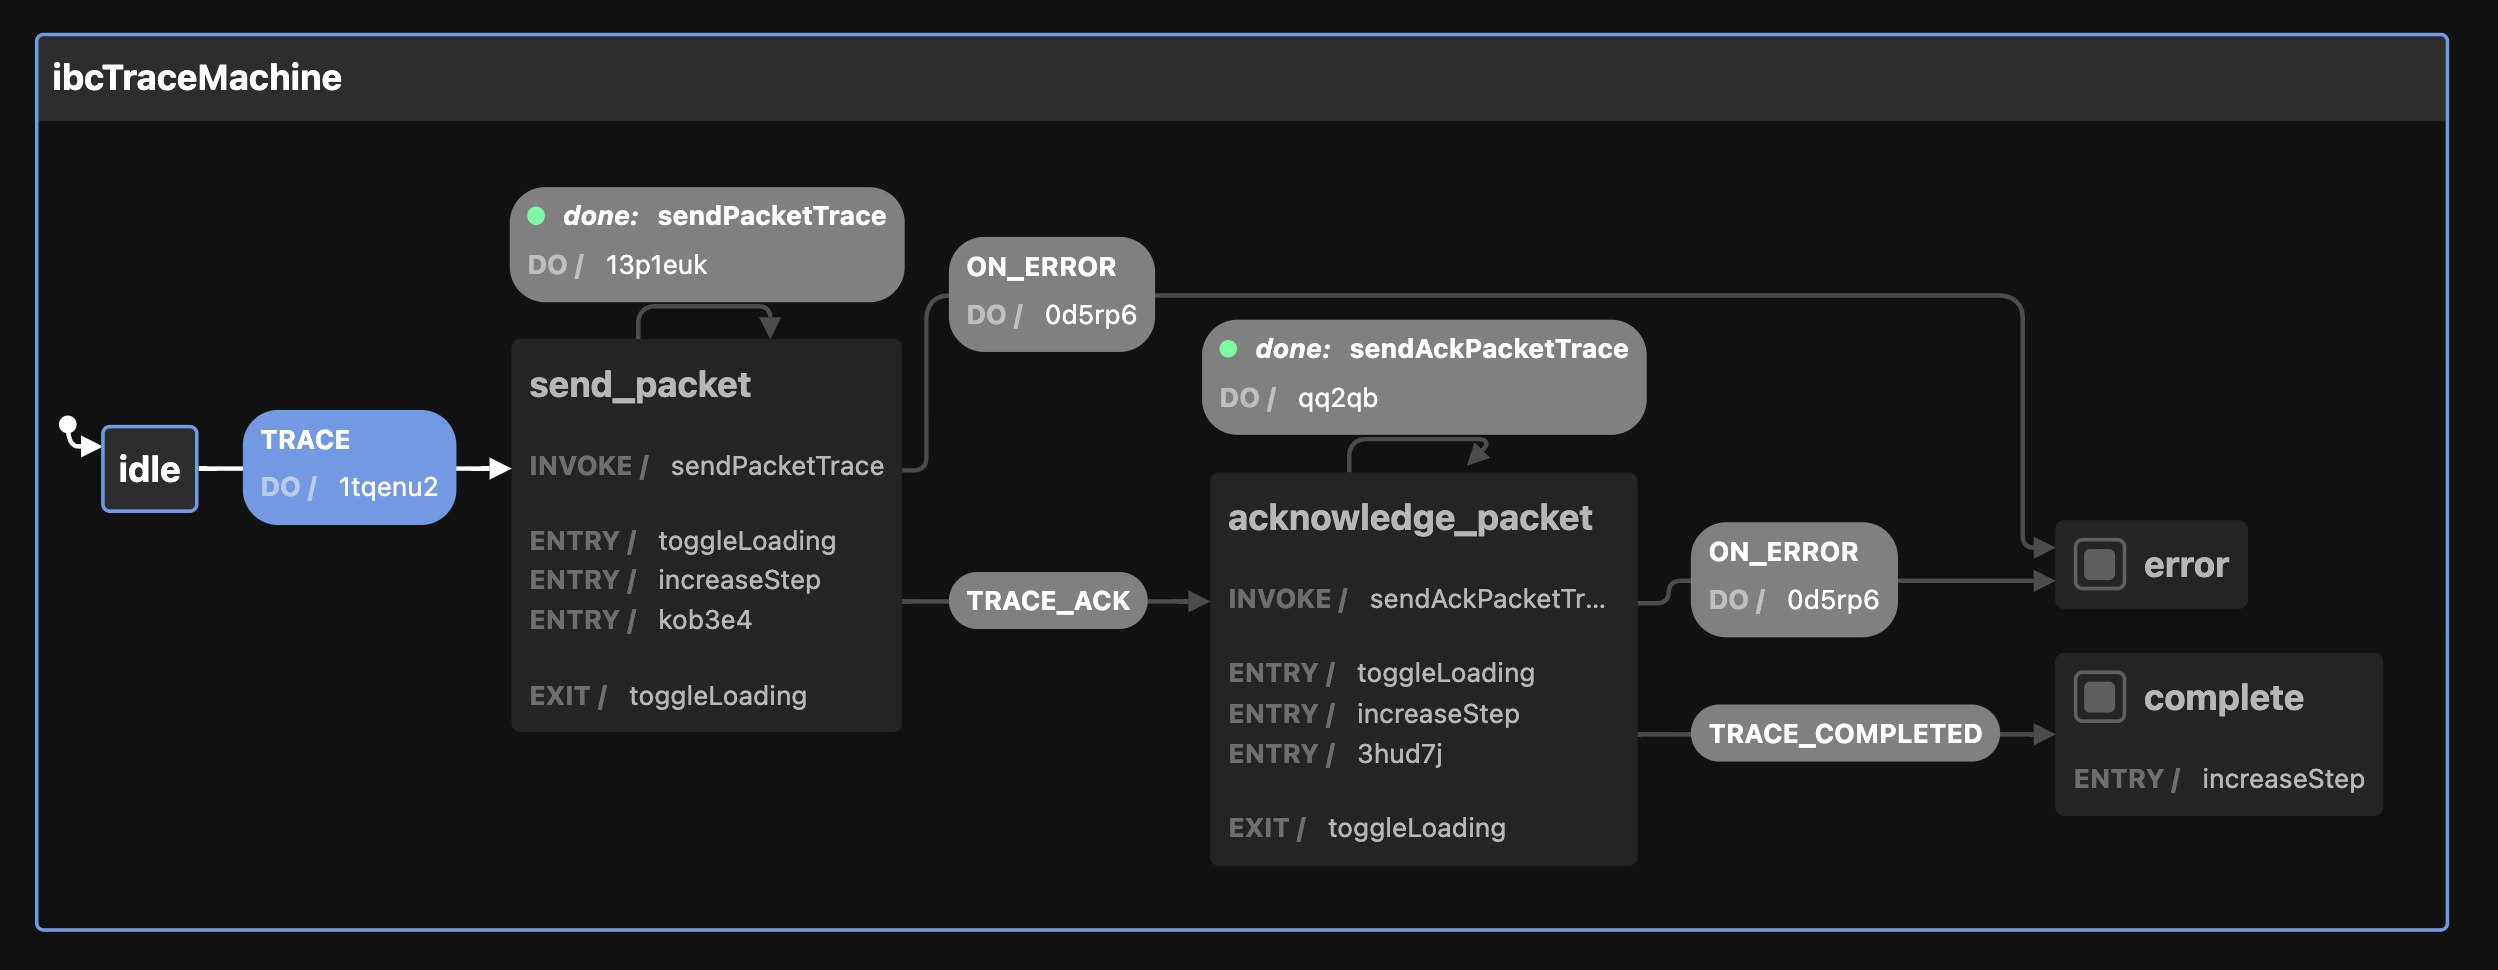 ibcTraceMachine
done: sendPacketTrace
DO / 13p1euk
ON_ERROR
DO / 0d5rp6
done: sendAckPacketTrace
DO / qq2qb
idle
TRACE
DO / 1tqenu2
send_packet
INVOKE / sendPacketTrace
ENTRY / toggleLoading
ENTRY / increaseStep
ENTRY / kob3e4
EXIT / toggleLoading
TRACE_ACK
acknowledge_packet
INVOKE / sendAckPacketTr...
ENTRY / toggleLoading
ENTRY / increaseStep
ENTRY / 3hud7j
EXIT / toggleLoading
ON_ERROR
DO / 0d5rp6
TRACE_COMPLETED
error
complete
ENTRY / increaseStep